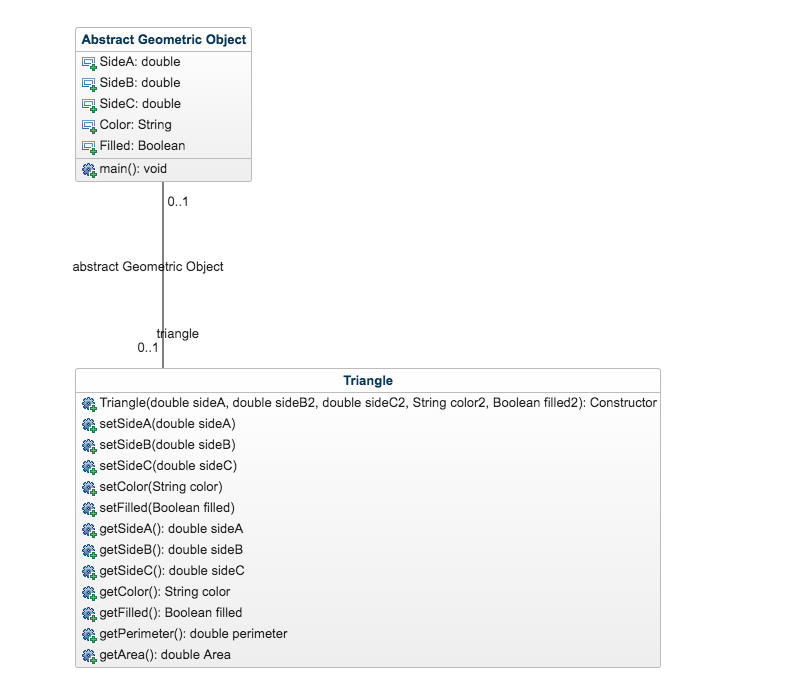 Abstract Geometric Object
SideA: double
SideB: double
SideC: double
Color: String
Filled: Boolean
main(): void
0..1
abstract Geometric Object
triangle
0..1
Triangle
Triangle(double sideA, double sideB2, double sideC2, String color2, Boolean filled2): Constructor
setSideA(double sideA)
setSideB(double sideB)
setSideC(double sideC)
setColor(String color)
setFilled(Boolean filled)
getSideA(): double sideA
getSideB(): double sideB
getSideC(): double sideC
getColor(): String color
getFilled(): Boolean filled
getPerimeter(): double perimeter
getArea(): double Area